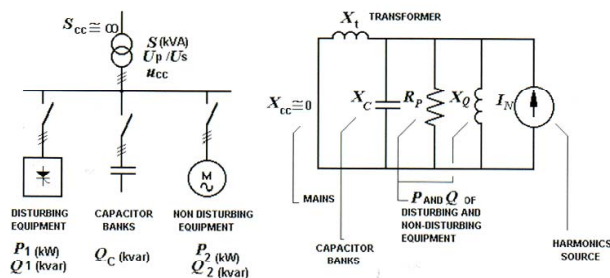 Scc ≅ ∞
S (kVA)
Up /Us
ucc
M
DISTURBING
EQUIPMENT
P1 (kW)
Q1 (kvar)
CAPACITOR
BANKS
QC (kvar)
NON DISTURBING
EQUIPMENT
P2 (kW)
Q2 (kvar)
Xt TRANSFORMER
Xcc ≅ 0
XC
RP
XQ
IN
MAINS
CAPACITOR
BANKS
P AND Q OF
DISTURBING AND
NON-DISTURBING
EQUIPMENT
HARMONICS
SOURCE